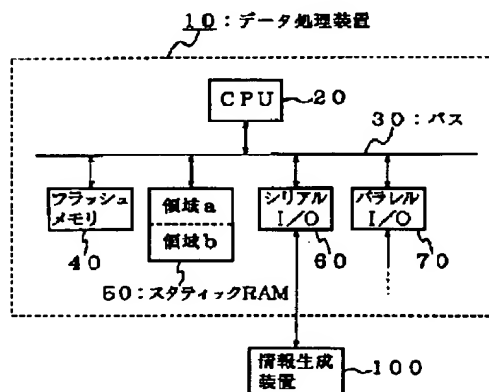 10：データ処理装置
CPU
20
30：バス
フラッシュ
メモリ
40
領域a
領域b
50：スタティックRAM
シリアル
I/O
60
パラレル
I/O
70
情報生成
装置
100